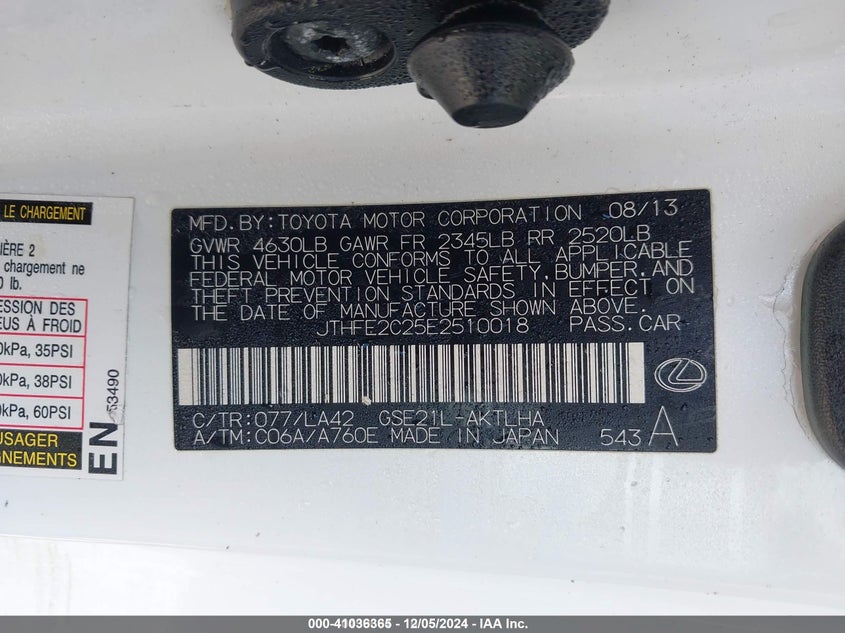 LE CHARGEMENT
IÈRE 2
chargement ne
0 lb.
ESSION DES
EUS À FROID
0kPa, 35PSI
0kPa, 38PSI
0kPa, 60PSI
USAGER
GNEMENTS
EN
53490
MFD.BY:TOYOTA MOTOR CORPORATION 08/13
GVWR 4630LB GAWR FR 2345LB RR 2520LB
THIS VEHICLE CONFORMS TO ALL APPLICABLE
FEDERAL MOTOR VEHICLE SAFETY,BUMPER,AND
THEFT PREVENTION STANDARDS IN EFFECT ON
THE DATE OF MANUFACTURE SHOWN ABOVE.
JTHFE2C25E2510018 PASS.CAR
C/TR:077/LA42 GSE21L-AKTLHA
A/TM:C06A/A760E MADE IN JAPAN 543 A
000-41036365 - 12/05/2024 - AKTLHA